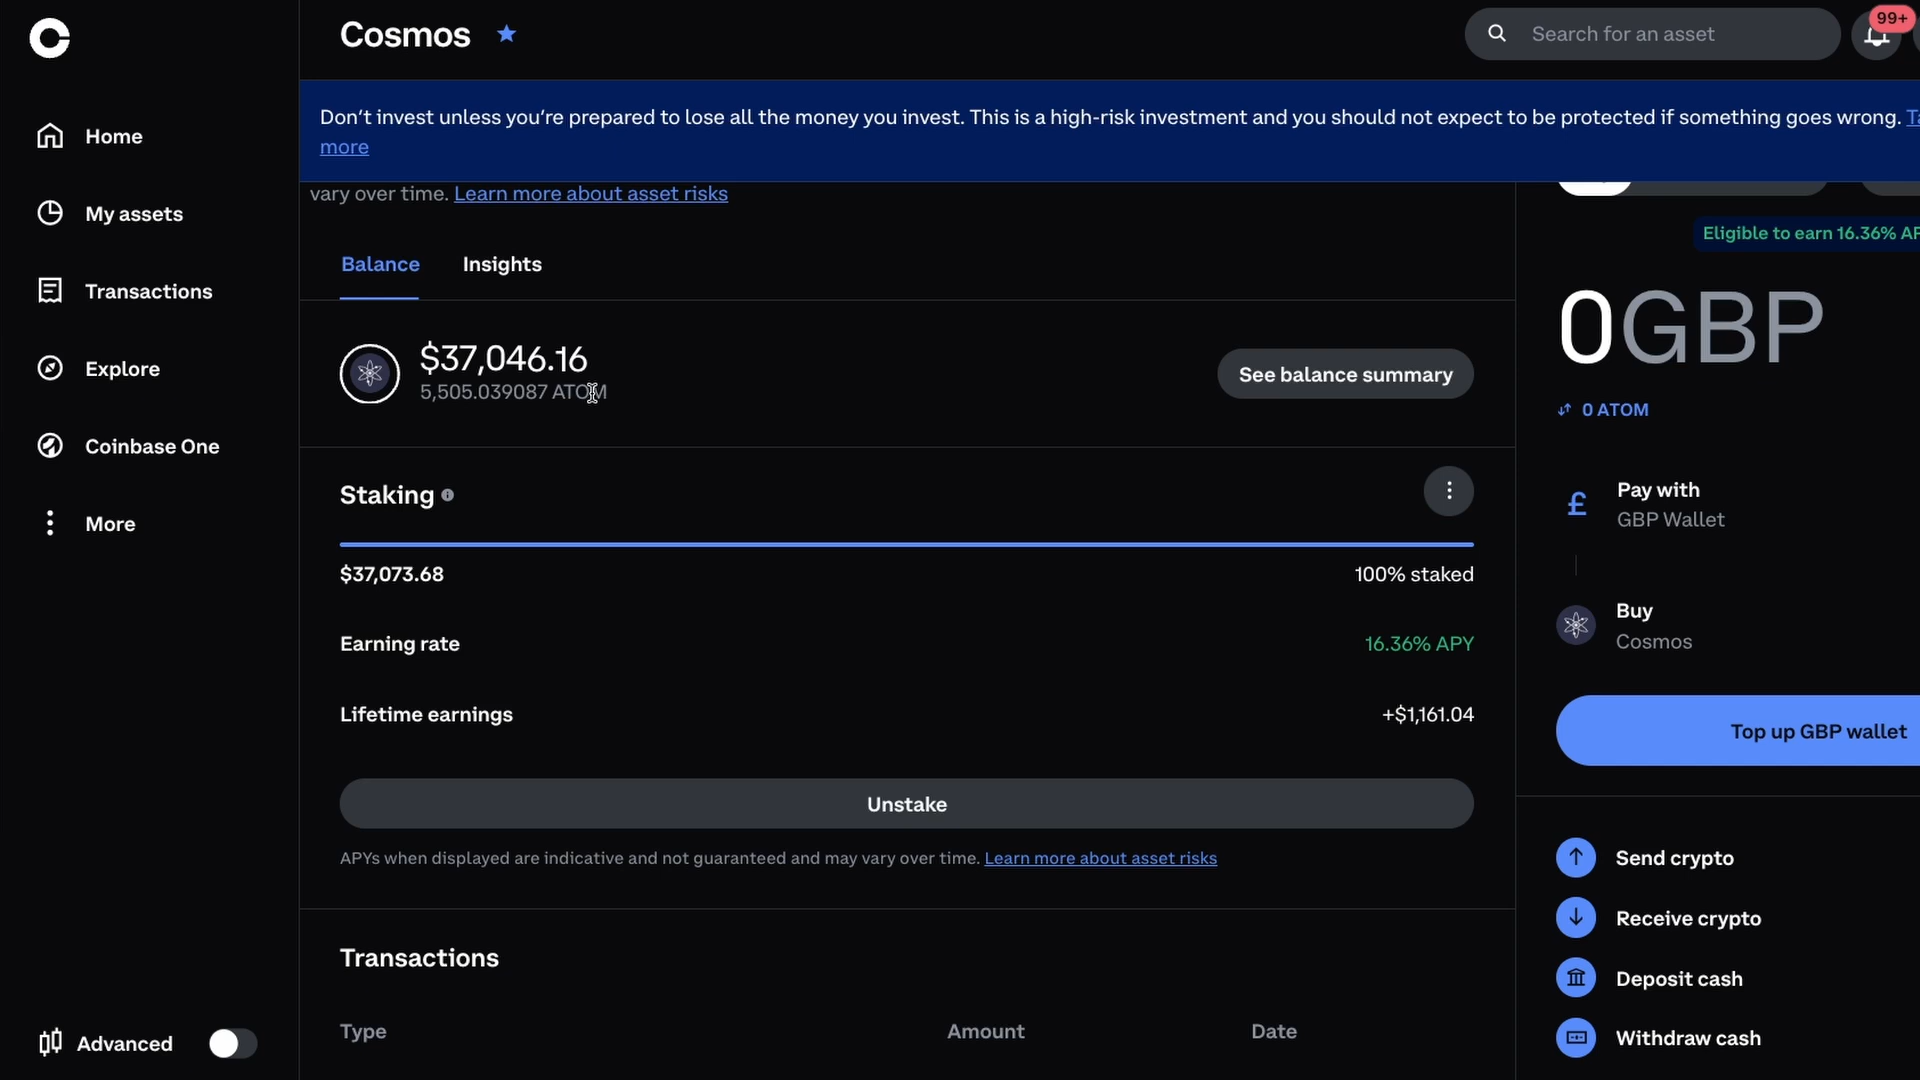 Cosmos
Search for an asset
99+
Home
My assets
Transactions
Explore
Coinbase One
More
Advanced
Don't invest unless you're prepared to lose all the money you invest. This is a high-risk investment and you should not expect to be protected if something goes wrong.
more
vary over time. Learn more about asset risks
Balance
Insights
$37,046.16
5,505.039087 ATOM
See balance summary
Staking
$37,073.68
100% staked
Earning rate
16.36% APY
Lifetime earnings
+$1,161.04
Unstake
APYs when displayed are indicative and not guaranteed and may vary over time. Learn more about asset risks
Transactions
Type
Amount
Date
Eligible to earn 16.36%
0GBP
0 ATOM
£
Pay with
GBP Wallet
Buy
Cosmos
Top up GBP wallet
Send crypto
Receive crypto
Deposit cash
Withdraw cash